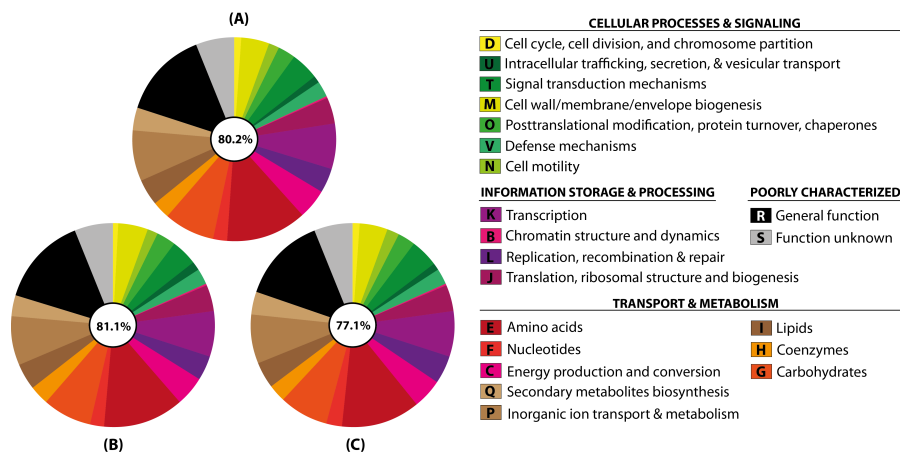 (A)
80.2%
81.1%
77.1%
(B)
(C)
CELLULAR PROCESSES & SIGNALING
D Cell cycle, cell division, and chromosome partition
U Intracellular trafficking, secretion, & vesicular transport
T Signal transduction mechanisms
M Cell wall/membrane/envelope biogenesis
O Posttranslational modification, protein turnover, chaperones
V Defense mechanisms
N Cell motility
INFORMATION STORAGE & PROCESSING
K Transcription
B Chromatin structure and dynamics
L Replication, recombination & repair
J Translation, ribosomal structure and biogenesis
POORLY CHARACTERIZED
R General function
S Function unknown
TRANSPORT & METABOLISM
E Amino acids
F Nucleotides
C Energy production and conversion
Q Secondary metabolites biosynthesis
P Inorganic ion transport & metabolism
I Lipids
H Coenzymes
G Carbohydrates